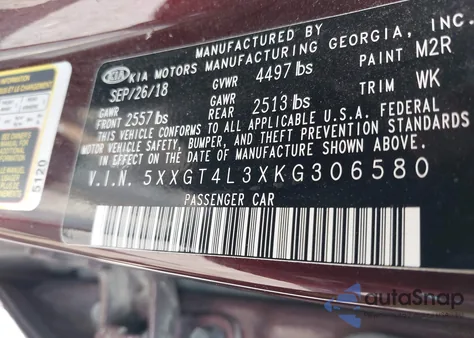 MANUFACTURED BY
KIA KIA MOTORS MANUFACTURING GEORGIA, INC.
SEP/26/18 GVWR 4497 lbs PAINT M2R
GAWR FRONT 2557 lbs GAWR REAR 2513 lbs TRIM WK
THIS VEHICLE CONFORMS TO ALL APPLICABLE U.S.A. FEDERAL
MOTOR VEHICLE SAFETY, BUMPER, AND THEFT PREVENTION STANDARDS
IN EFFECT ON THE DATE OF MANUFACTURE SHOWN ABOVE.
V.I.N. 5XXGT4L3XKG306580
PASSENGER CAR
5120
autoSnap